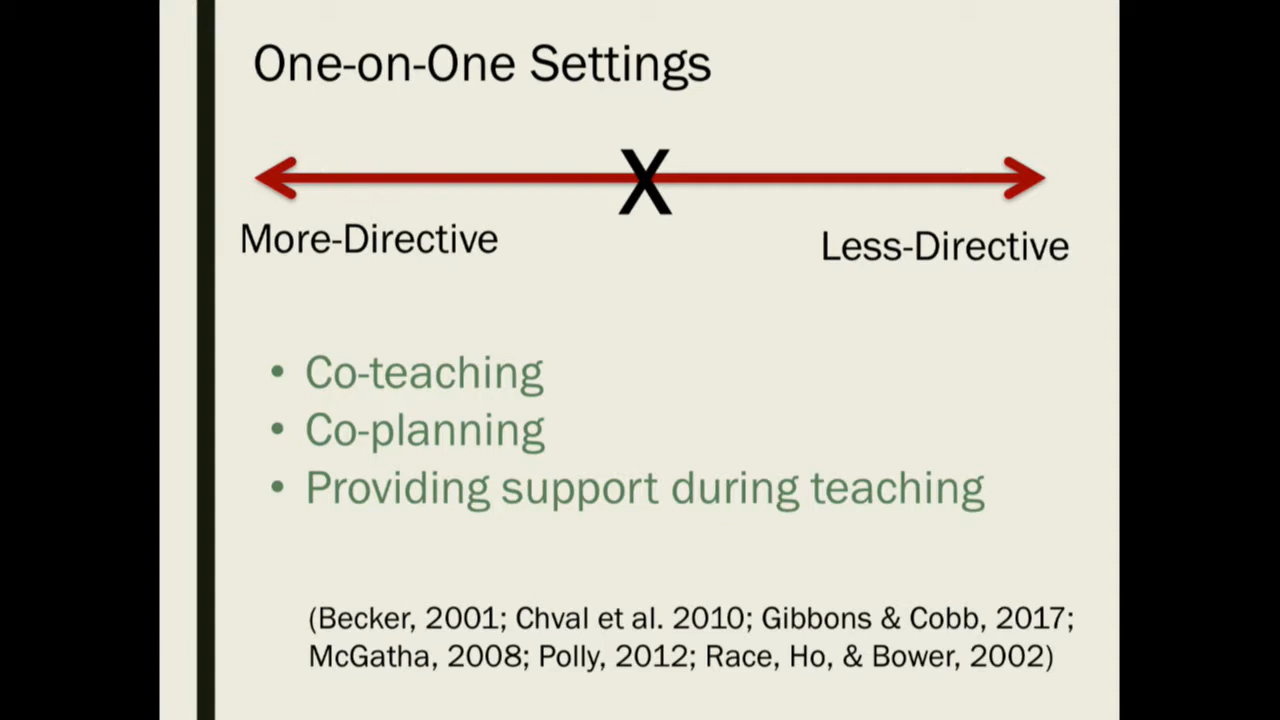 One-on-One Settings
X
More-Directive
Less-Directive
• Co-teaching
• Co-planning
• Providing support during teaching
(Becker, 2001; Chval et al. 2010; Gibbons & Cobb, 2017;
McGatha, 2008; Polly, 2012; Race, Ho, & Bower, 2002)